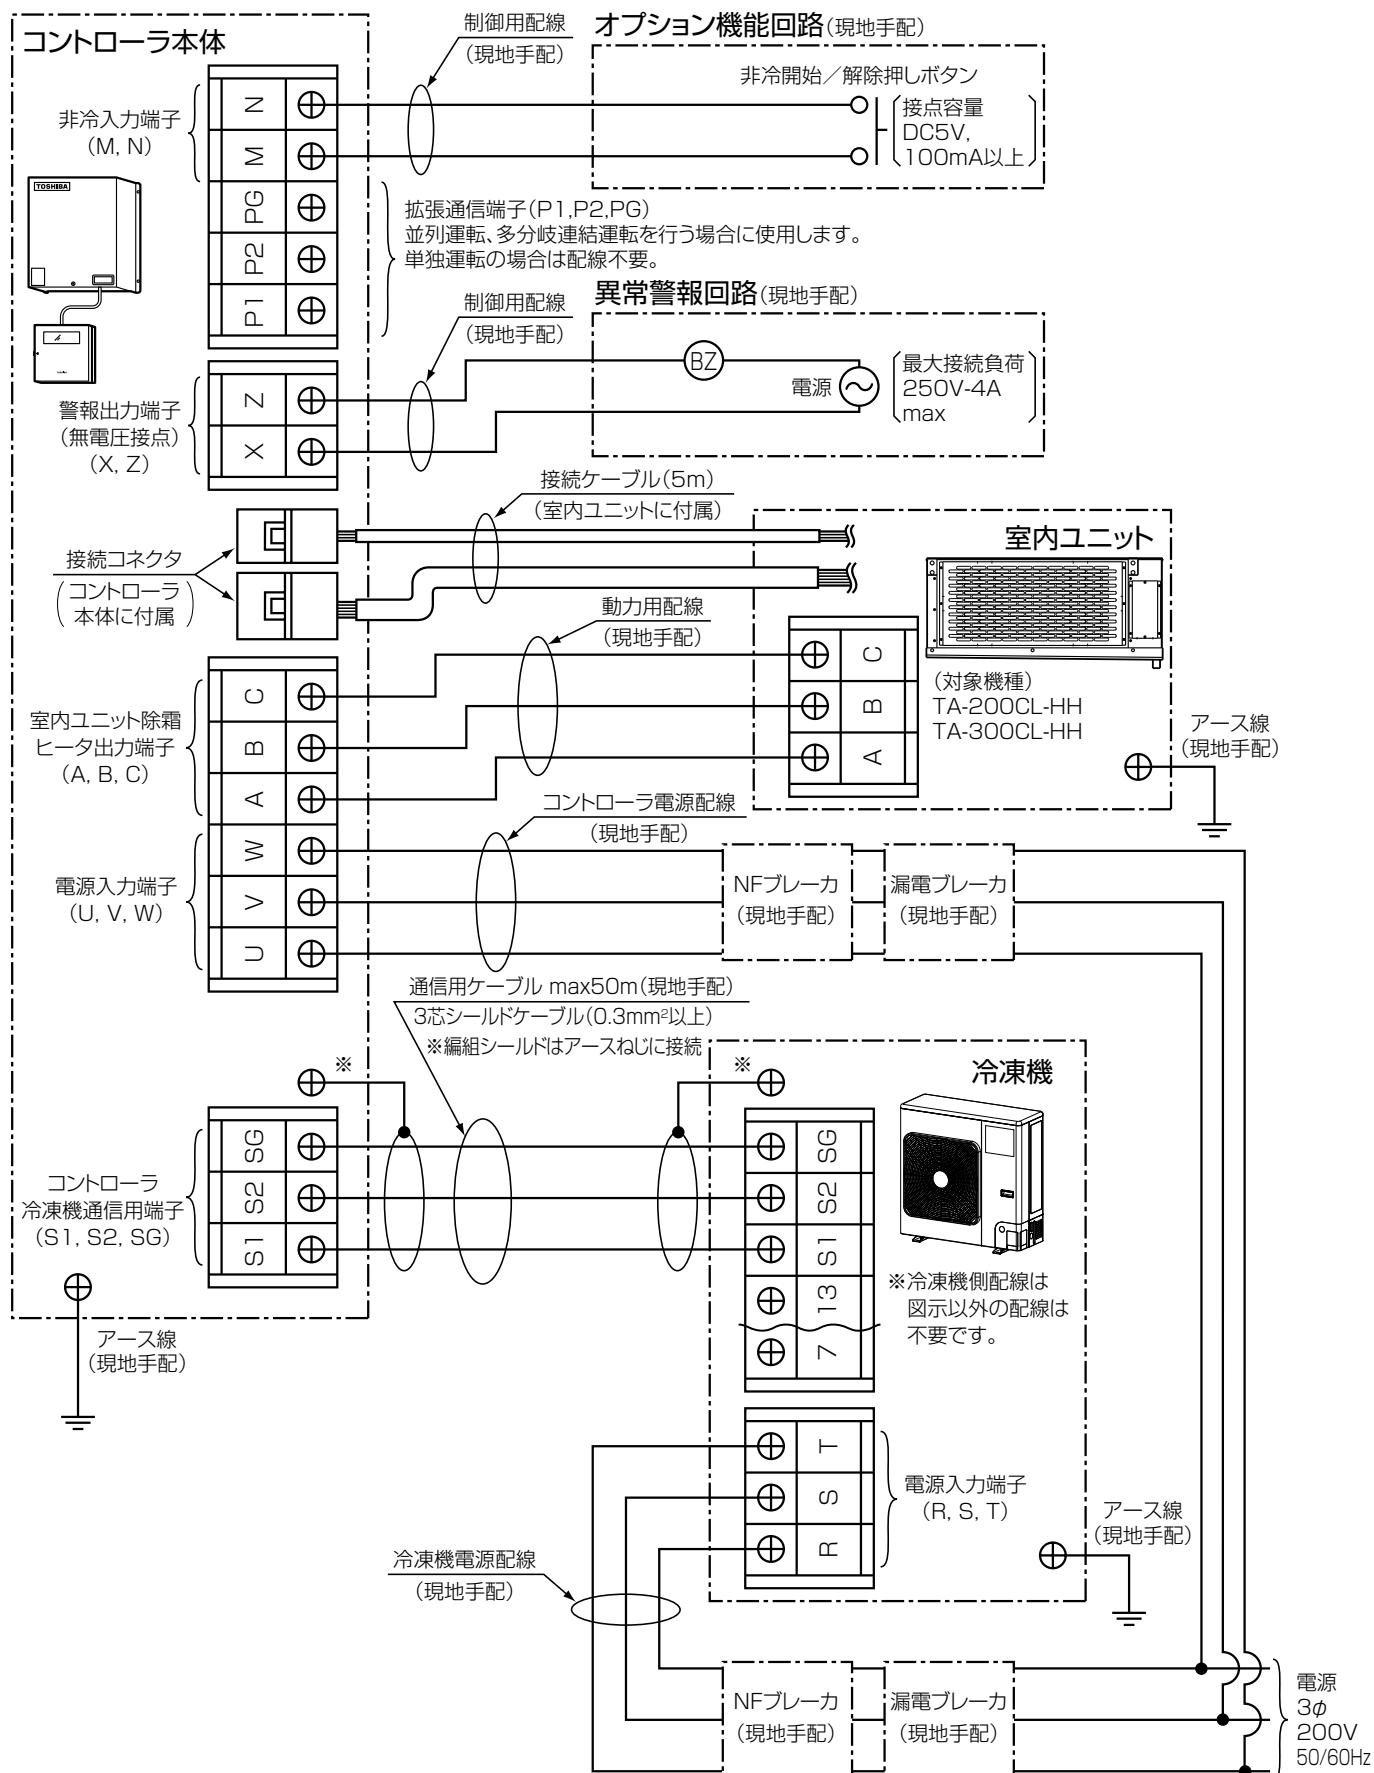 コントローラ本体
制御用配線
(現地手配)
オプション機能回路(現地手配)
非冷開始／解除押しボタン
接点容量
DC5V,
100mA以上
非冷入力端子
(M, N)
N
M
PG
P2
P1
TOSHIBA
拡張通信端子(P1,P2,PG)
並列運転、多分岐連結運転を行う場合に使用します。
単独運転の場合は配線不要。
制御用配線
(現地手配)
異常警報回路(現地手配)
BZ
電源
最大接続負荷
250V-4A
max
警報出力端子
(無電圧接点)
(X, Z)
Z
X
接続ケーブル(5m)
(室内ユニットに付属)
接続コネクタ
コントローラ
本体に付属
動力用配線
(現地手配)
室内ユニット
C
B
A
(対象機種)
TA-200CL-HH
TA-300CL-HH
アース線
(現地手配)
室内ユニット除霜
ヒータ出力端子
(A, B, C)
C
B
A
W
V
U
コントローラ電源配線
(現地手配)
電源入力端子
(U, V, W)
NFブレーカ
(現地手配)
漏電ブレーカ
(現地手配)
通信用ケーブル max50m(現地手配)
3芯シールドケーブル(0.3mm²以上)
※編組シールドはアースねじに接続
※
※
冷凍機
コントローラ
冷凍機通信用端子
(S1, S2, SG)
SG
S2
S1
SG
S2
S1
13
7
※冷凍機側配線は
図示以外の配線は
不要です。
アース線
(現地手配)
T
S
R
電源入力端子
(R, S, T)
アース線
(現地手配)
冷凍機電源配線
(現地手配)
NFブレーカ
(現地手配)
漏電ブレーカ
(現地手配)
電源
3φ
200V
50/60Hz